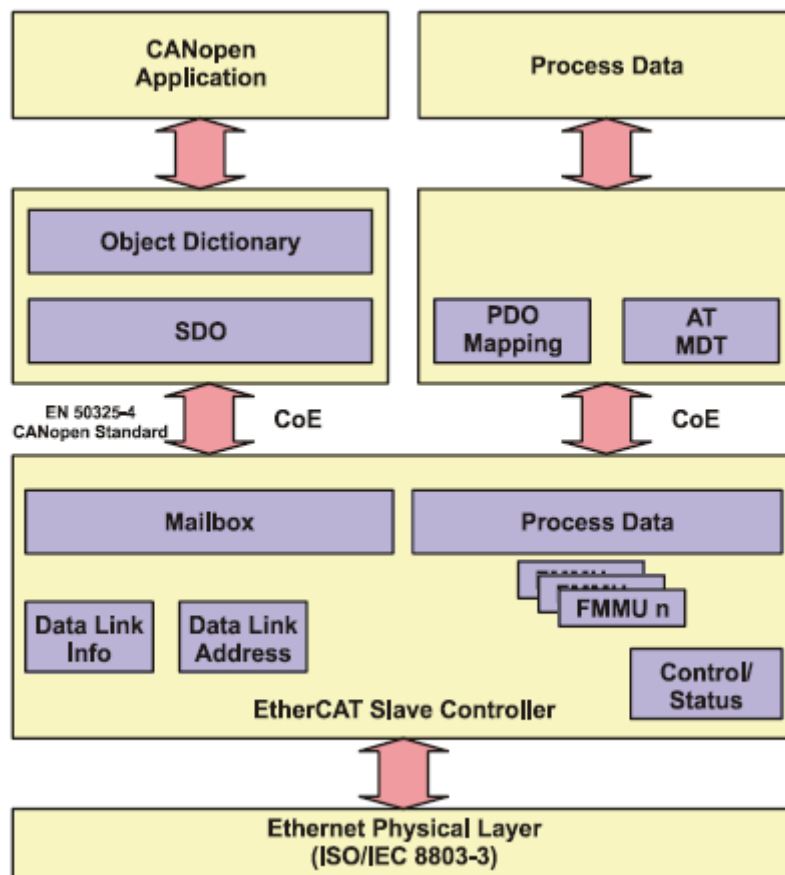 CANopen
Application
Process Data
Object Dictionary
SDO
PDO
Mapping
AT
MDT
EN 50325-4
CANopen Standard
CoE
CoE
Mailbox
Process Data
FMMU
FMMU
FMMU n
Data Link
Info
Data Link
Address
Control/
Status
EtherCAT Slave Controller
Ethernet Physical Layer
(ISO/IEC 8803-3)